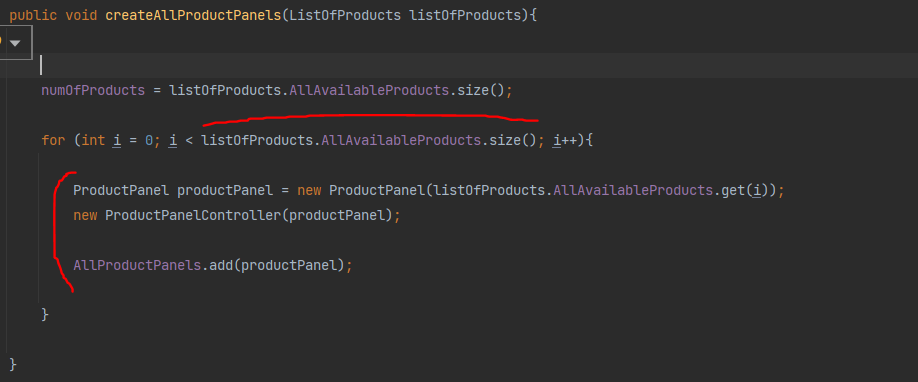 public void createAllProductPanels(ListOfProducts listOfProducts){
numOfProducts = listOfProducts.AllAvailableProducts.size();
for (int i = 0; i < listOfProducts.AllAvailableProducts.size(); i++){
ProductPanel productPanel = new ProductPanel(listOfProducts.AllAvailableProducts.get(i));
new ProductPanelController(productPanel);
AllProductPanels.add(productPanel);
}
}